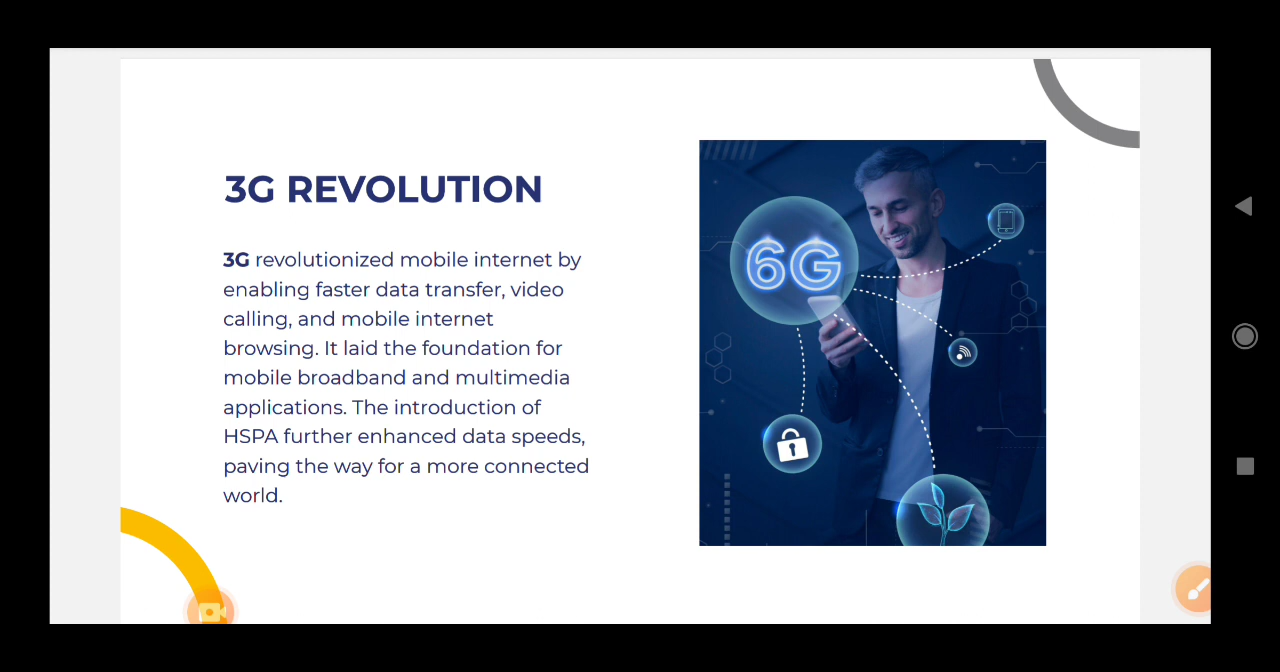 3G REVOLUTION
3G revolutionized mobile internet by
enabling faster data transfer, video
calling, and mobile internet
browsing. It laid the foundation for
mobile broadband and multimedia
applications. The introduction of
HSPA further enhanced data speeds,
paving the way for a more connected
world.
6G